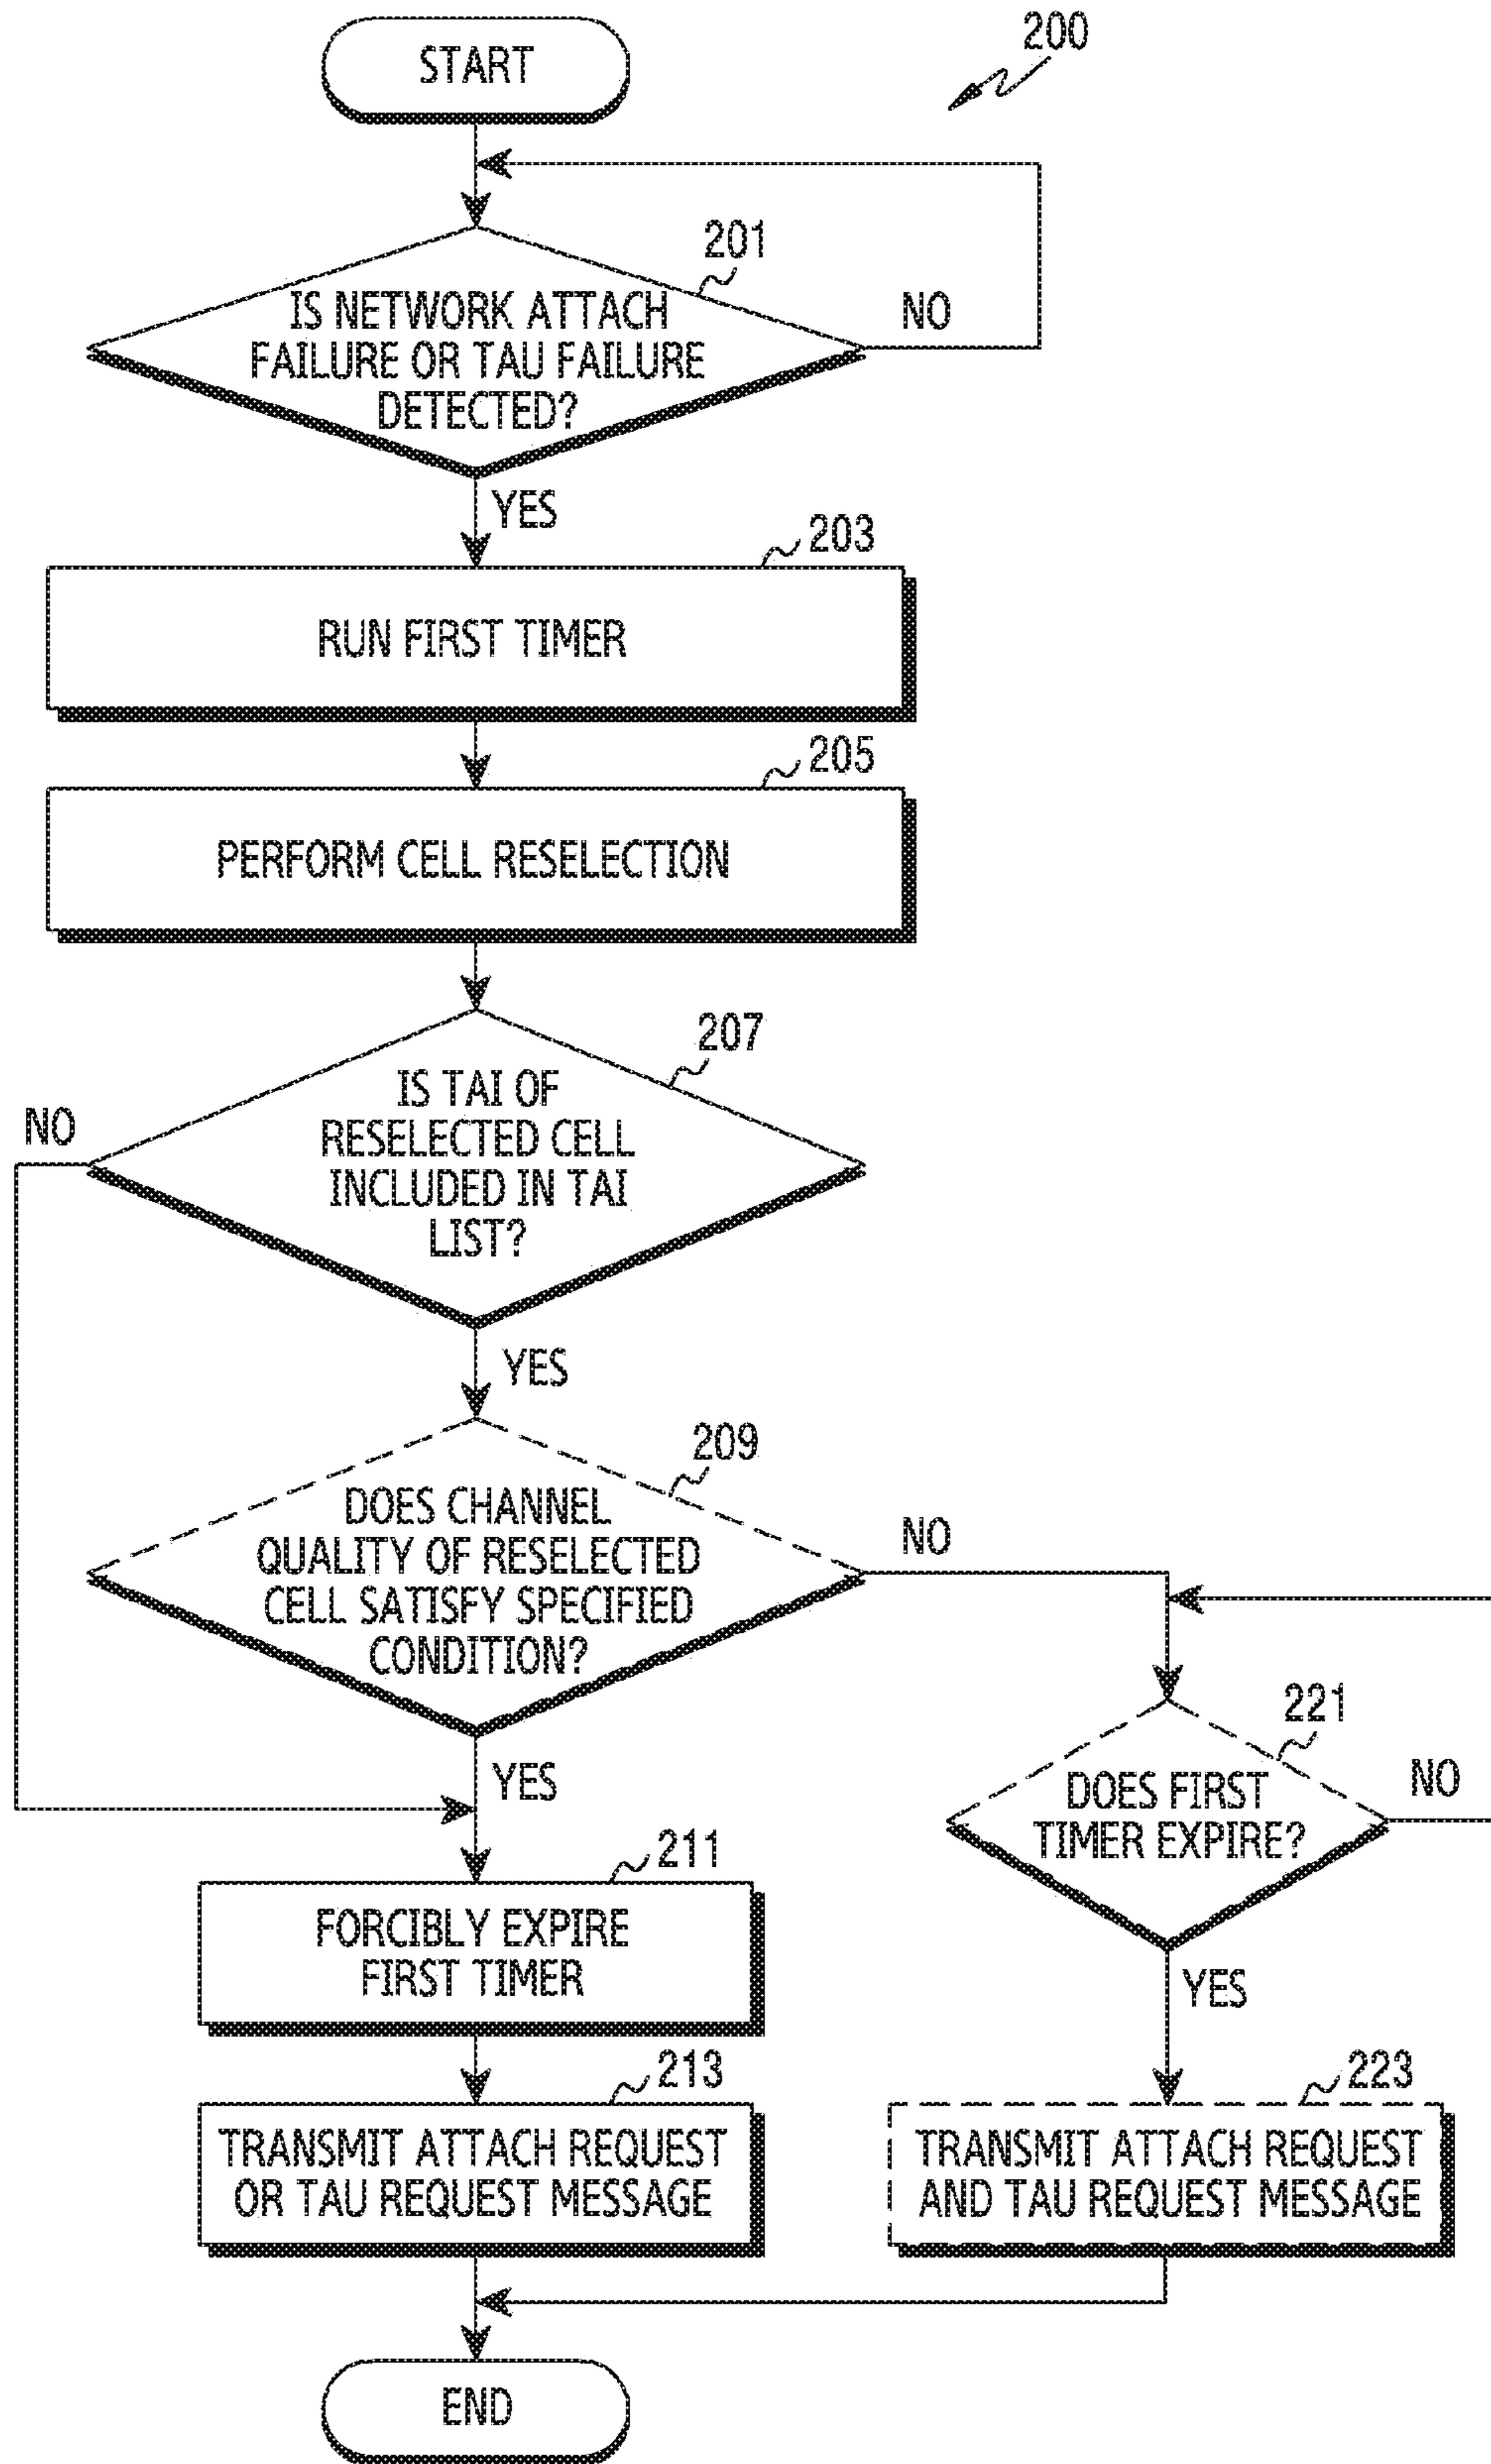 START
200
201
IS NETWORK ATTACH
FAILURE OR TAU FAILURE
DETECTED?
NO
YES
203
RUN FIRST TIMER
205
PERFORM CELL RESELECTION
207
IS TAI OF
RESELECTED CELL
INCLUDED IN TAI
LIST?
NO
YES
209
DOES CHANNEL
QUALITY OF RESELECTED
CELL SATISFY SPECIFIED
CONDITION?
NO
YES
221
DOES FIRST
TIMER EXPIRE?
NO
YES
211
FORCIBLY EXPIRE
FIRST TIMER
213
TRANSMIT ATTACH REQUEST
OR TAU REQUEST MESSAGE
223
TRANSMIT ATTACH REQUEST
AND TAU REQUEST MESSAGE
END